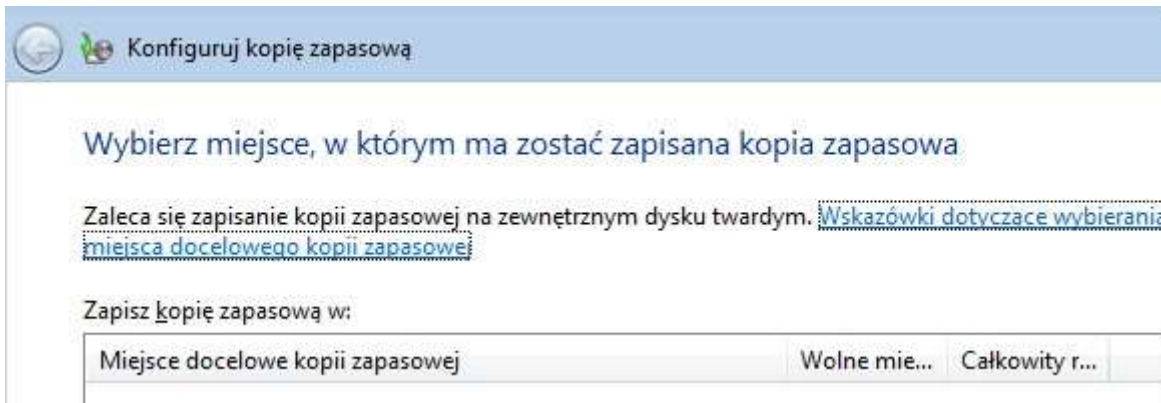 Konfiguruj kopię zapasową
Wybierz miejsce, w którym ma zostać zapisana kopia zapasowa
Zaleca się zapisanie kopii zapasowej na zewnętrznym dysku twardym. Wskazówki dotyczące wybierania
miejsca docelowego kopii zapasowej
Zapisz kopię zapasową w:
Miejsce docelowe kopii zapasowej Wolne mie... Całkowity r...